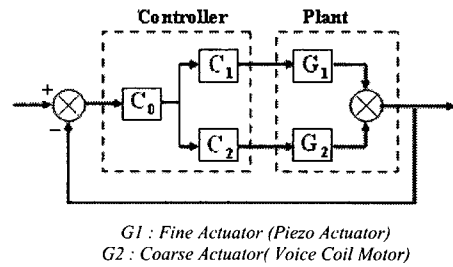 Controller Plant
+
−
C0
C1
C2
G1
G2
G1 : Fine Actuator (Piezo Actuator)
G2 : Coarse Actuator( Voice Coil Motor)